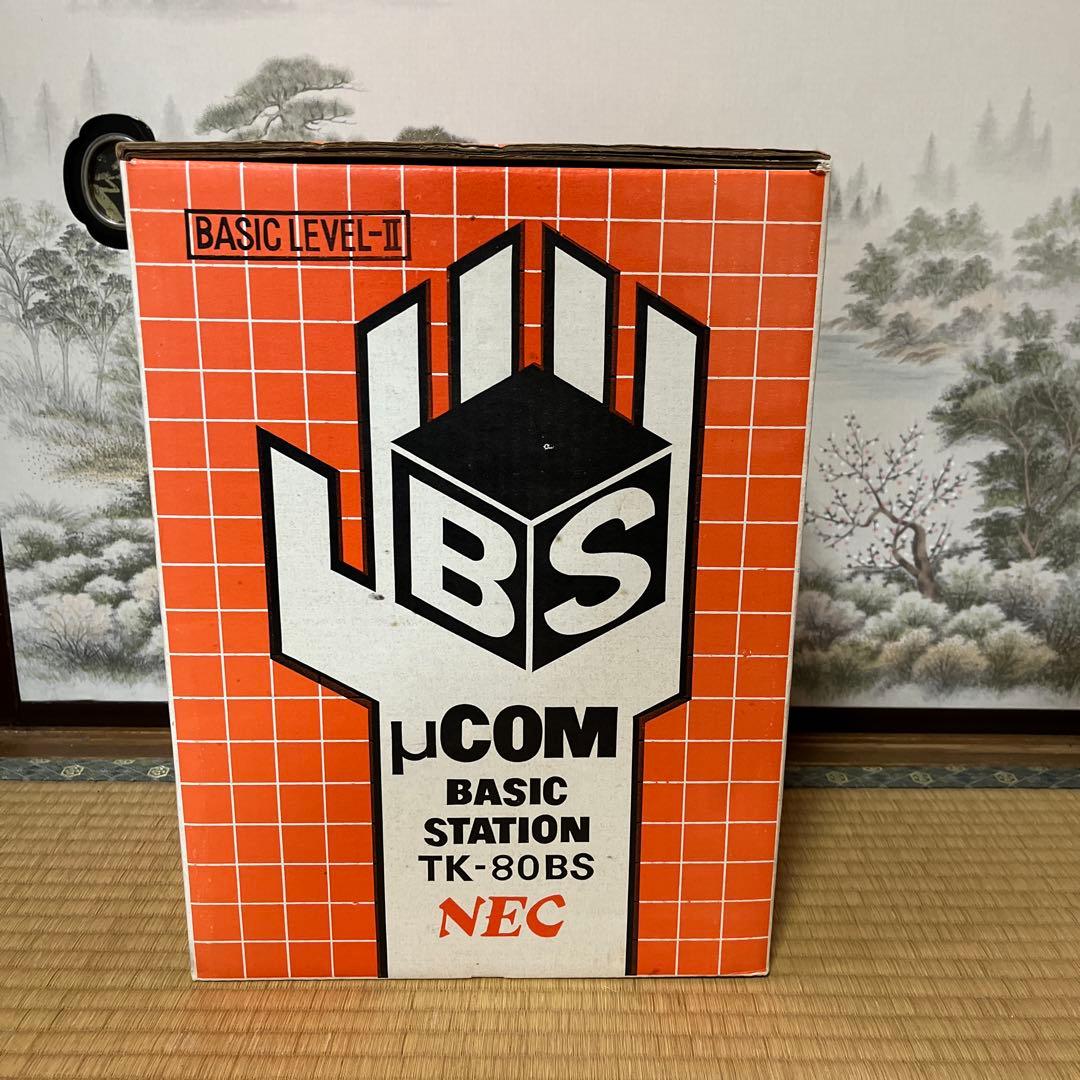 BASIC LEVEL-II
BS
µCOM
BASIC
STATION
TK-80BS
NEC